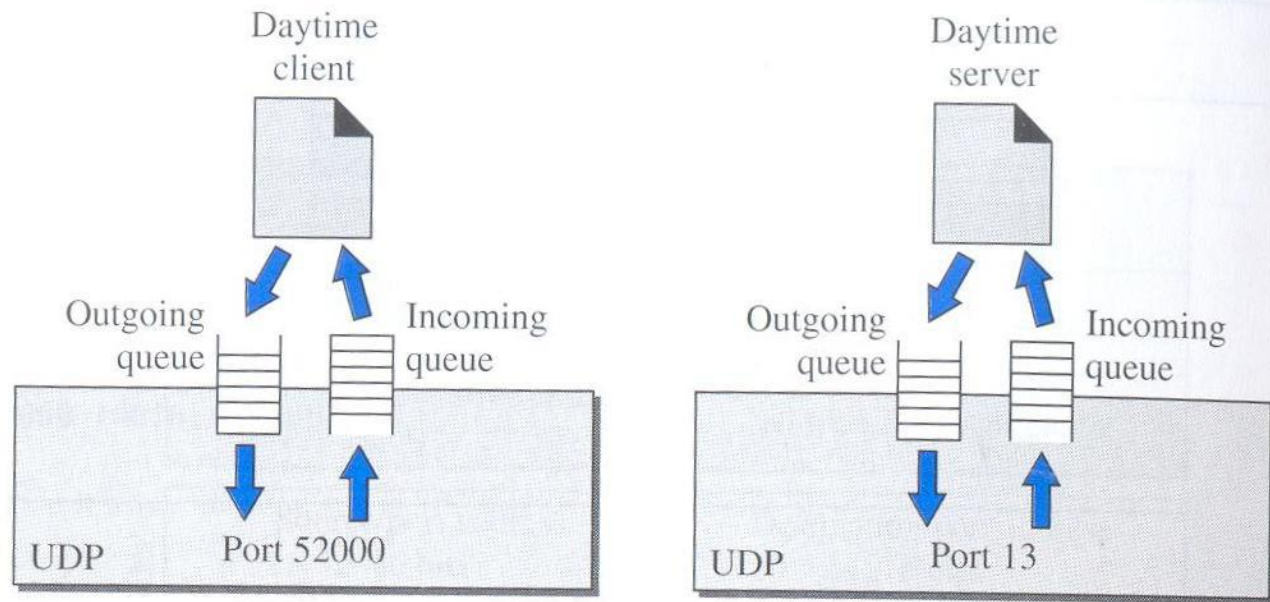 Daytime
client
Outgoing
queue
Incoming
queue
UDP
Port 52000
Daytime
server
Outgoing
queue
Incoming
queue
UDP
Port 13